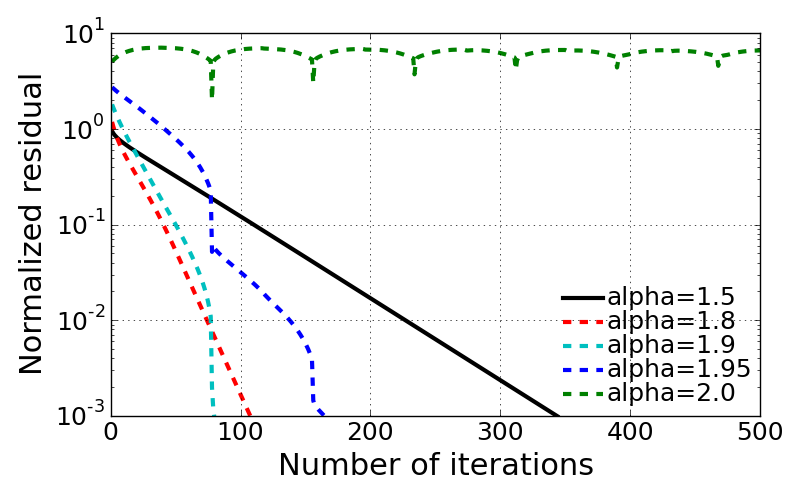 10^1
10^0
10^-1
10^-2
10^-3
Normalized residual
alpha=1.5
alpha=1.8
alpha=1.9
alpha=1.95
alpha=2.0
0 100 200 300 400 500
Number of iterations